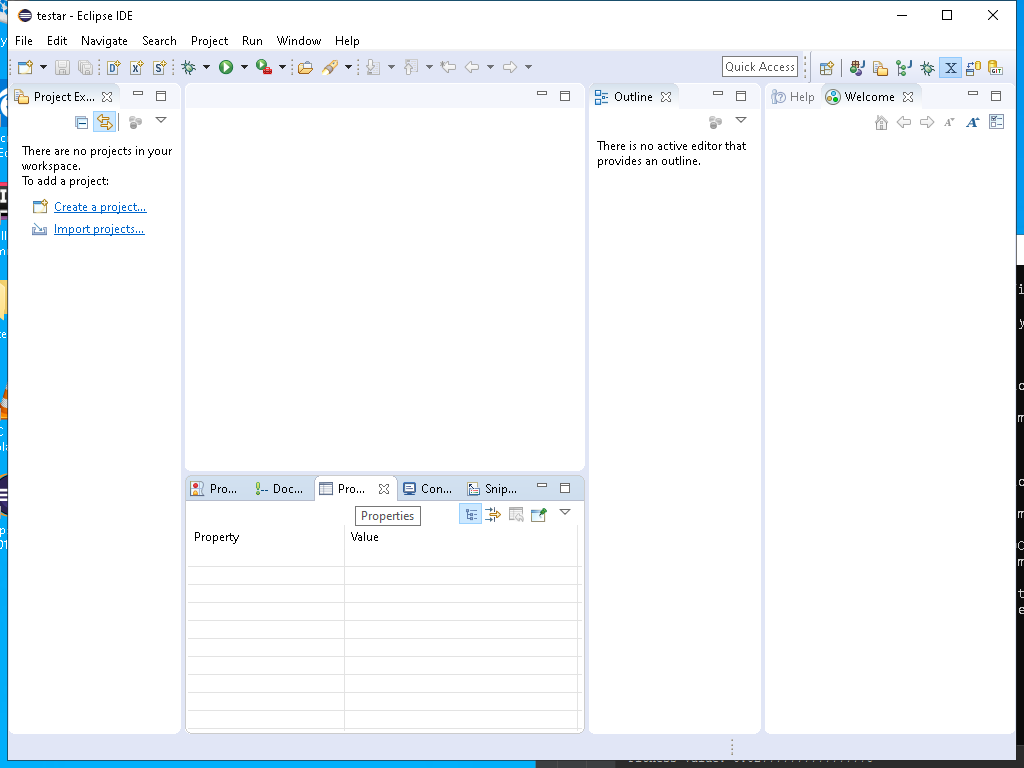 testar - Eclipse IDE
File Edit Navigate Search Project Run Window Help
Quick Access
Project Ex...
Outline
Help
Welcome
There are no projects in your
workspace.
To add a project:
Create a project...
Import projects...
There is no active editor that
provides an outline.
Pro...
Doc...
Pro...
Con...
Snip...
Properties
Property Value